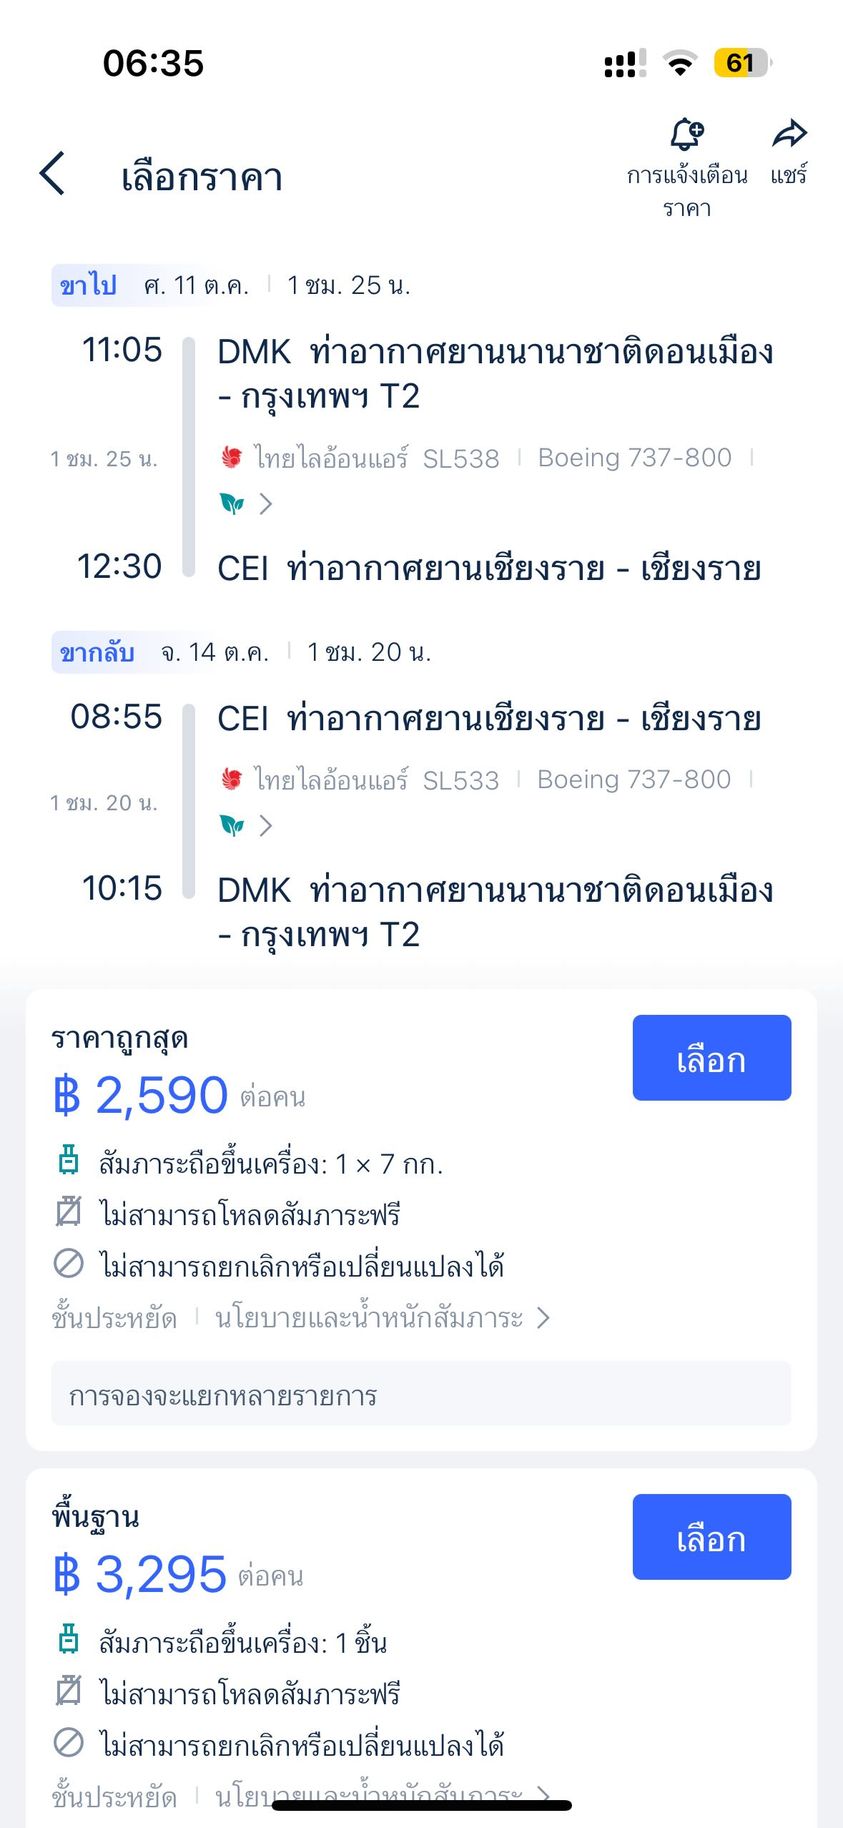 06:35
61
เลือกราคา
การแจ้งเตือน
ราคา
แชร์
ขาไป ศ. 11 ต.ค. 1 ชม. 25 น.
11:05 DMK ท่าอากาศยานนานาชาติดอนเมือง
- กรุงเทพฯ T2
1 ชม. 25 น. ไทยไลอ้อนแอร์ SL538 Boeing 737-800
12:30 CEI ท่าอากาศยานเชียงราย - เชียงราย
ขากลับ จ. 14 ต.ค. 1 ชม. 20 น.
08:55 CEI ท่าอากาศยานเชียงราย - เชียงราย
ไทยไลอ้อนแอร์ SL533 Boeing 737-800
1 ชม. 20 น.
10:15 DMK ท่าอากาศยานนานาชาติดอนเมือง
- กรุงเทพฯ T2
ราคาถูกสุด
฿ 2,590 ต่อคน
เลือก
สัมภาระถือขึ้นเครื่อง: 1 × 7 กก.
ไม่สามารถโหลดสัมภาระฟรี
ไม่สามารถยกเลิกหรือเปลี่ยนแปลงได้
ชั้นประหยัด นโยบายและน้ำหนักสัมภาระ
การจองจะแยกหลายรายการ
พื้นฐาน
฿ 3,295 ต่อคน
เลือก
สัมภาระถือขึ้นเครื่อง: 1 ชิ้น
ไม่สามารถโหลดสัมภาระฟรี
ไม่สามารถยกเลิกหรือเปลี่ยนแปลงได้
ชั้นประหยัด นโยบายและน้ำหนักสัมภาระ